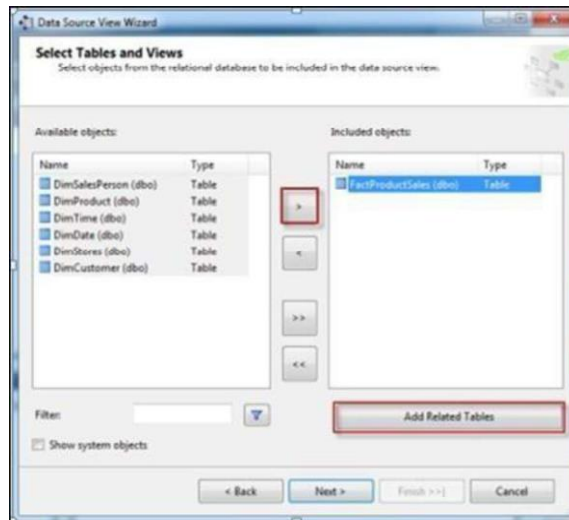 Data Source View Wizard
Select Tables and Views
Select objects from the relational database to be included in the data source view.
Available objects:
Name Type
DimSalesPerson (dbo) Table
DimProduct (dbo) Table
DimTime (dbo) Table
DimDate (dbo) Table
DimStores (dbo) Table
DimCustomer (dbo) Table
>
<
>>
<<
Included objects:
Name Type
FactProductSales (dbo) Table
Filter:
Add Related Tables
Show system objects
< Back Next > Finish >>| Cancel